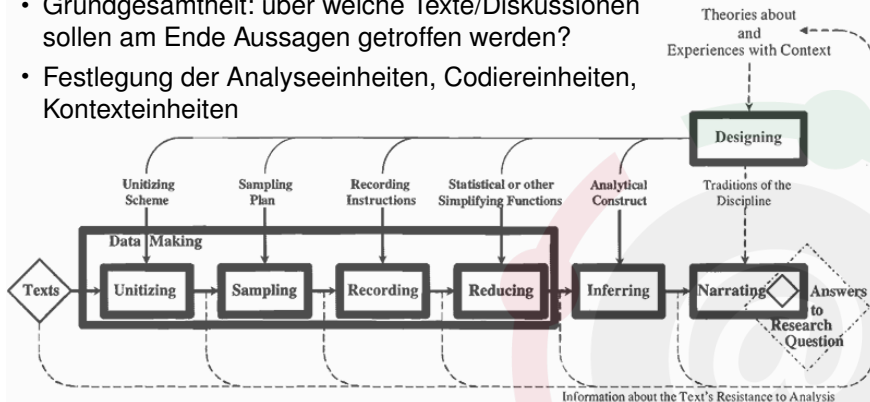 • Grundgesamtheit: über welche Texte/Diskussionen
sollen am Ende Aussagen getroffen werden?
• Festlegung der Analyseeinheiten, Codiereinheiten,
Kontexteinheiten
Theories about
and
Experiences with Context
Designing
Unitizing
Scheme
Sampling
Plan
Recording
Instructions
Statistical or other
Simplifying Functions
Analytical
Construct
Traditions of the
Discipline
Data Making
Texts
Unitizing
Sampling
Recording
Reducing
Inferring
Narrating
Answers
to
Research
Question
Information about the Text's Resistance to Analysis